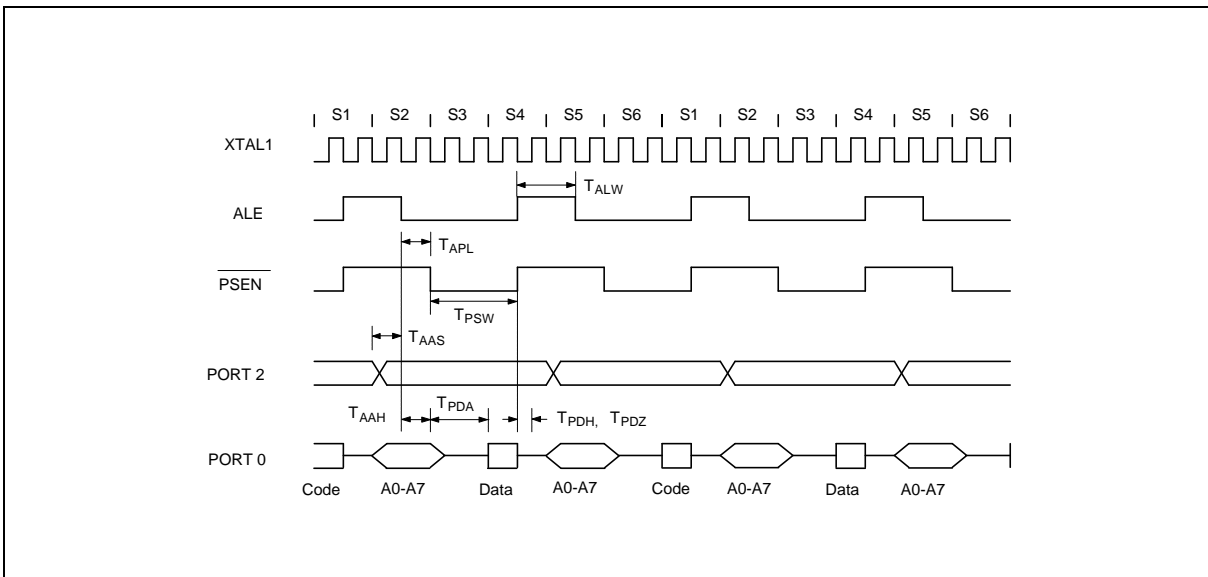 S1 S2 S3 S4 S5 S6 S1 S2 S3 S4 S5 S6
XTAL1
TALW
ALE
TAPL
PSEN
TPSW
TAAS
PORT 2
TAAH TPDA TPDH, TPDZ
PORT 0
Code A0-A7 Data A0-A7 Code A0-A7 Data A0-A7